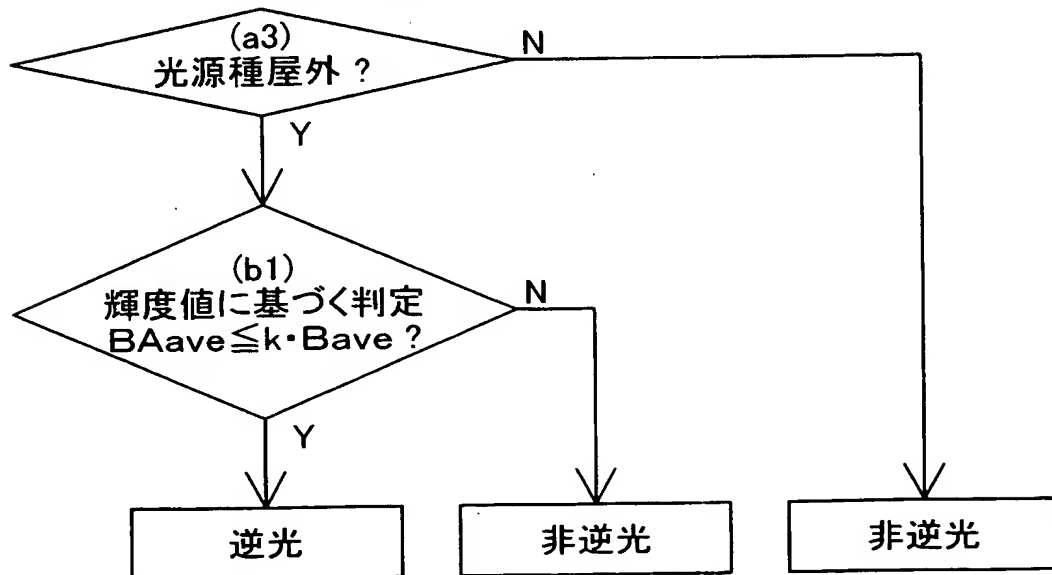 (a3)
光源種屋外?
N
Y
(b1)
輝度値に基づく判定
BAave≦k・Bave?
N
Y
逆光
非逆光
非逆光